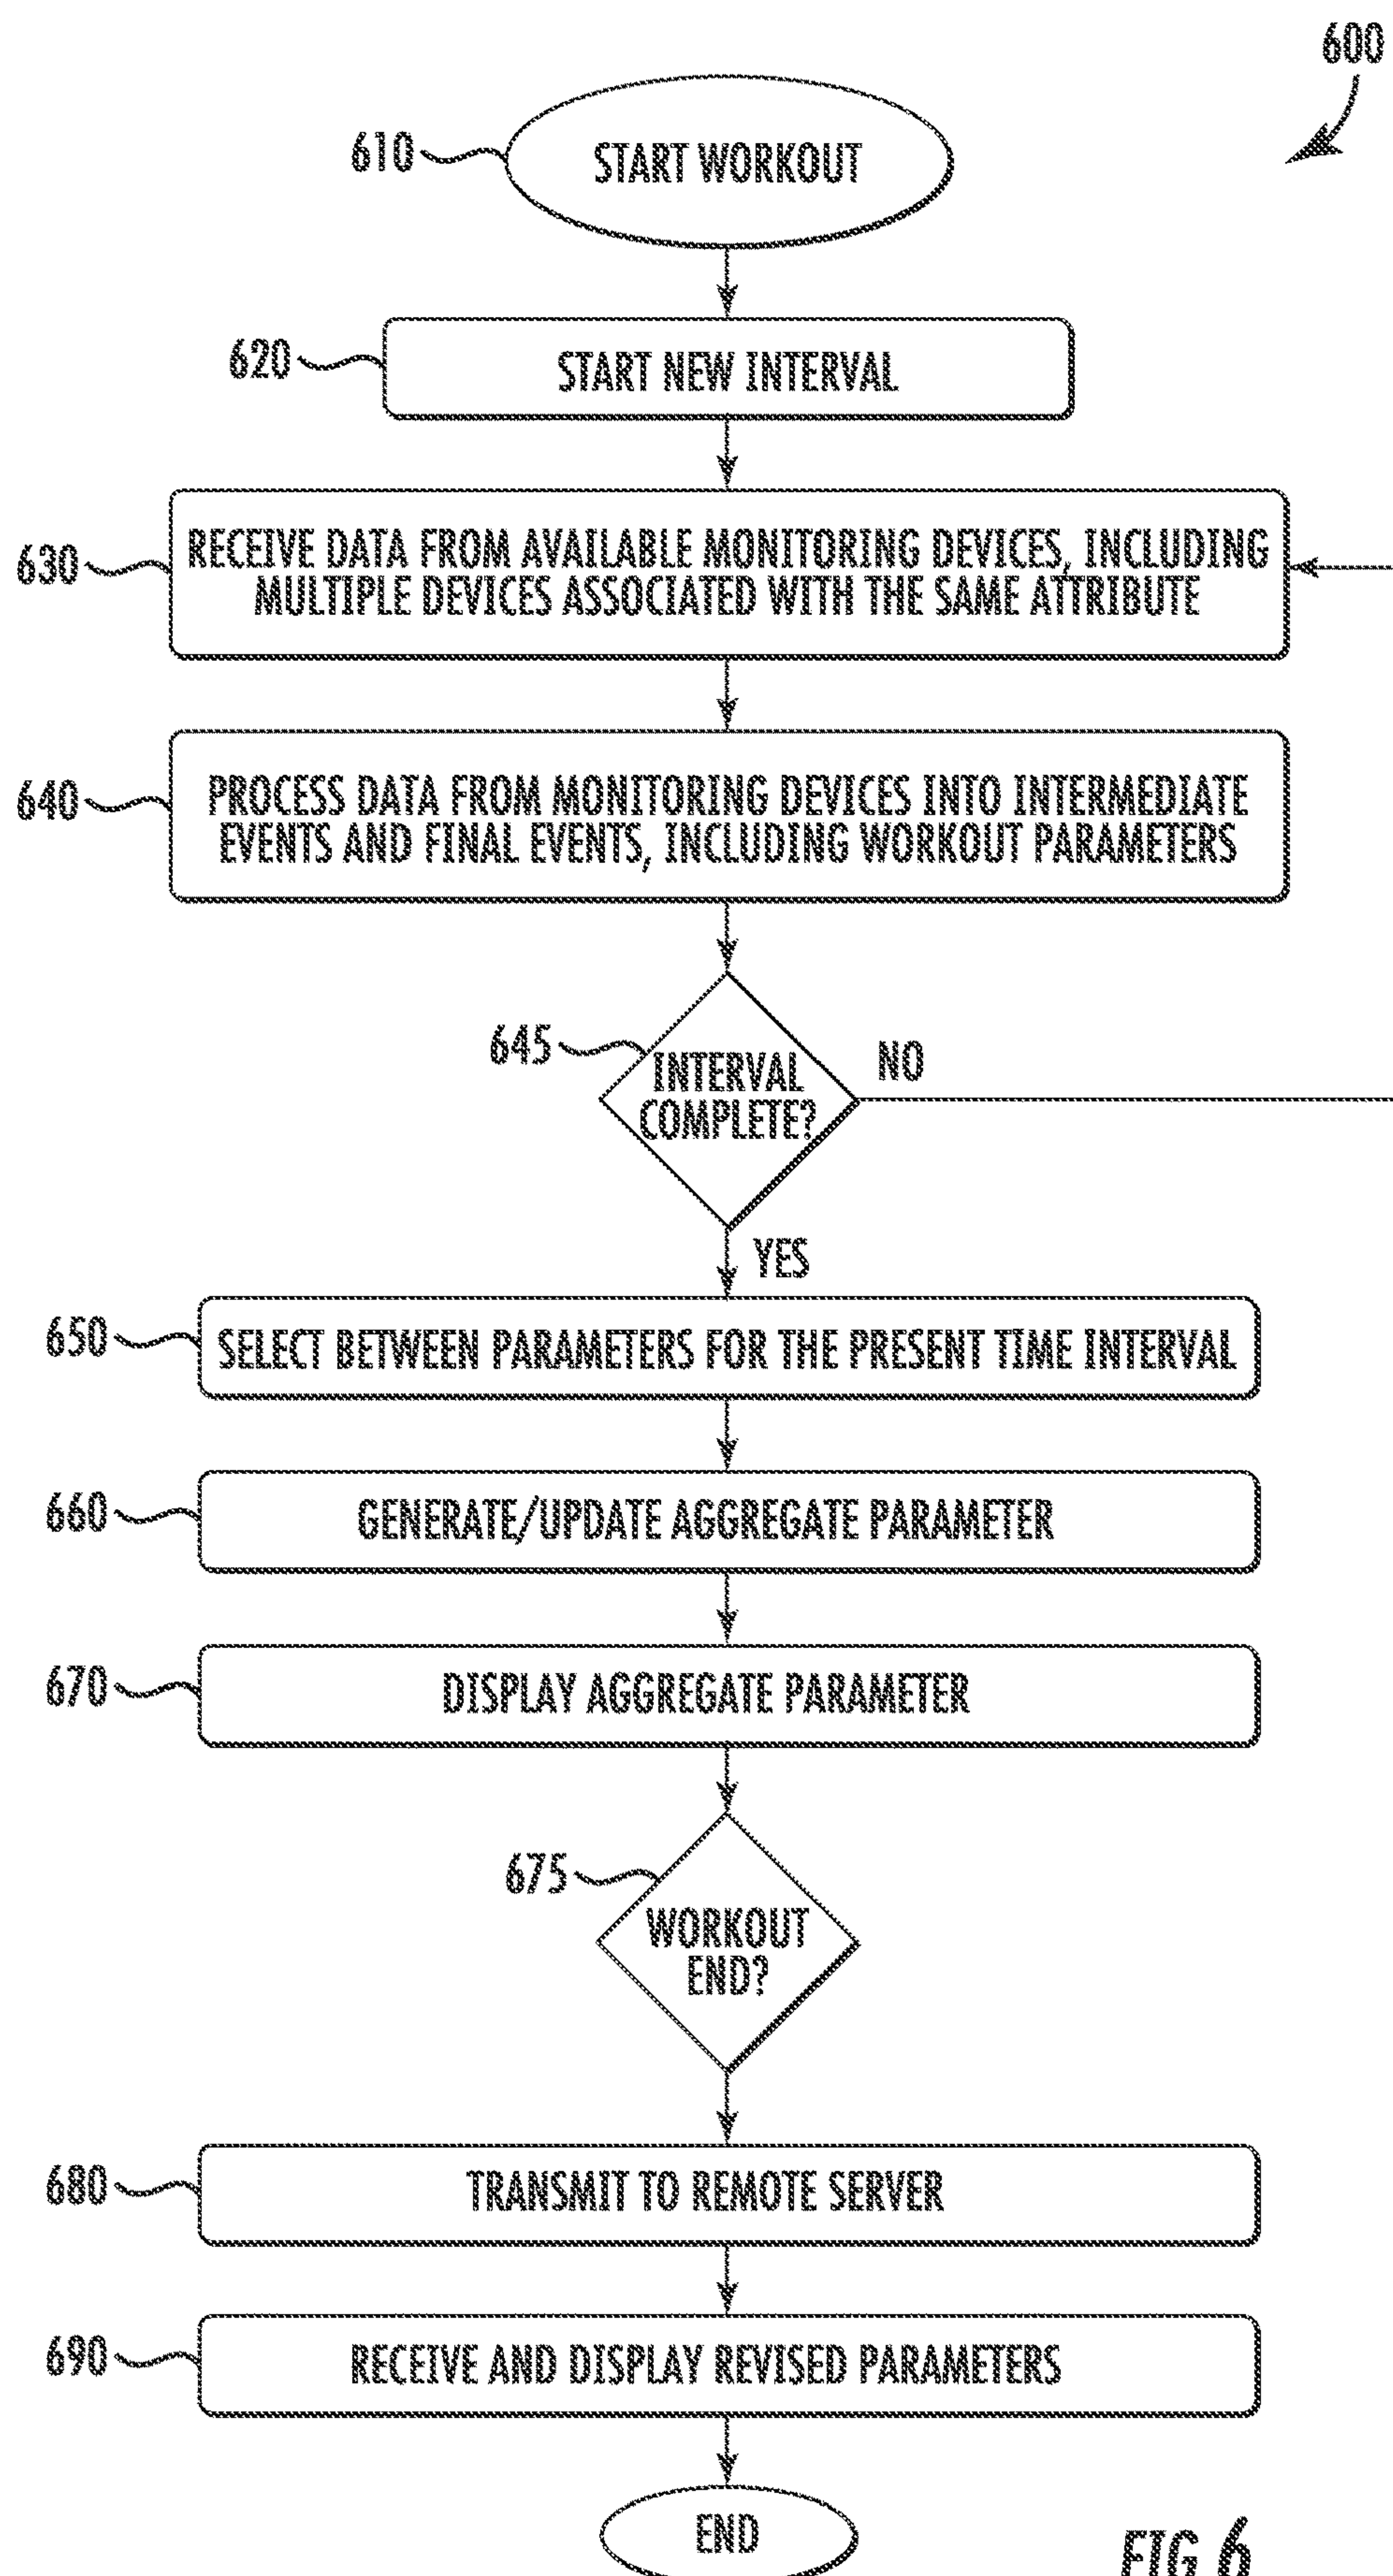 600
610
START WORKOUT
620
START NEW INTERVAL
630
RECEIVE DATA FROM AVAILABLE MONITORING DEVICES, INCLUDING
MULTIPLE DEVICES ASSOCIATED WITH THE SAME ATTRIBUTE
640
PROCESS DATA FROM MONITORING DEVICES INTO INTERMEDIATE
EVENTS AND FINAL EVENTS, INCLUDING WORKOUT PARAMETERS
645
INTERVAL
COMPLETE?
NO
YES
650
SELECT BETWEEN PARAMETERS FOR THE PRESENT TIME INTERVAL
660
GENERATE/UPDATE AGGREGATE PARAMETER
670
DISPLAY AGGREGATE PARAMETER
675
WORKOUT
END?
680
TRANSMIT TO REMOTE SERVER
690
RECEIVE AND DISPLAY REVISED PARAMETERS
END
FIG 6